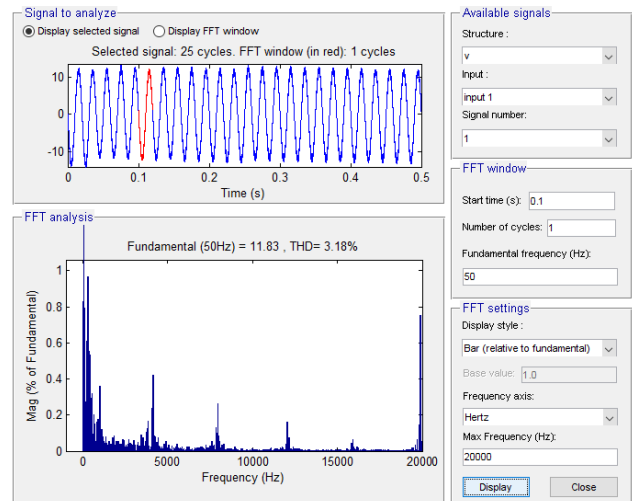 Signal to analyze
Display selected signal Display FFT window
Selected signal: 25 cycles. FFT window (in red): 1 cycles
10
0
-10
0 0.1 0.2 0.3 0.4 0.5
Time (s)
FFT analysis
Fundamental (50Hz) = 11.83 , THD= 3.18%
1
0.8
0.6
0.4
0.2
0
Mag (% of Fundamental)
0 5000 10000 15000 20000
Frequency (Hz)
Available signals
Structure :
v
Input :
input 1
Signal number:
1
FFT window
Start time (s): 0.1
Number of cycles: 1
Fundamental frequency (Hz):
50
FFT settings
Display style :
Bar (relative to fundamental)
Base value: 1.0
Frequency axis:
Hertz
Max Frequency (Hz):
20000
Display Close